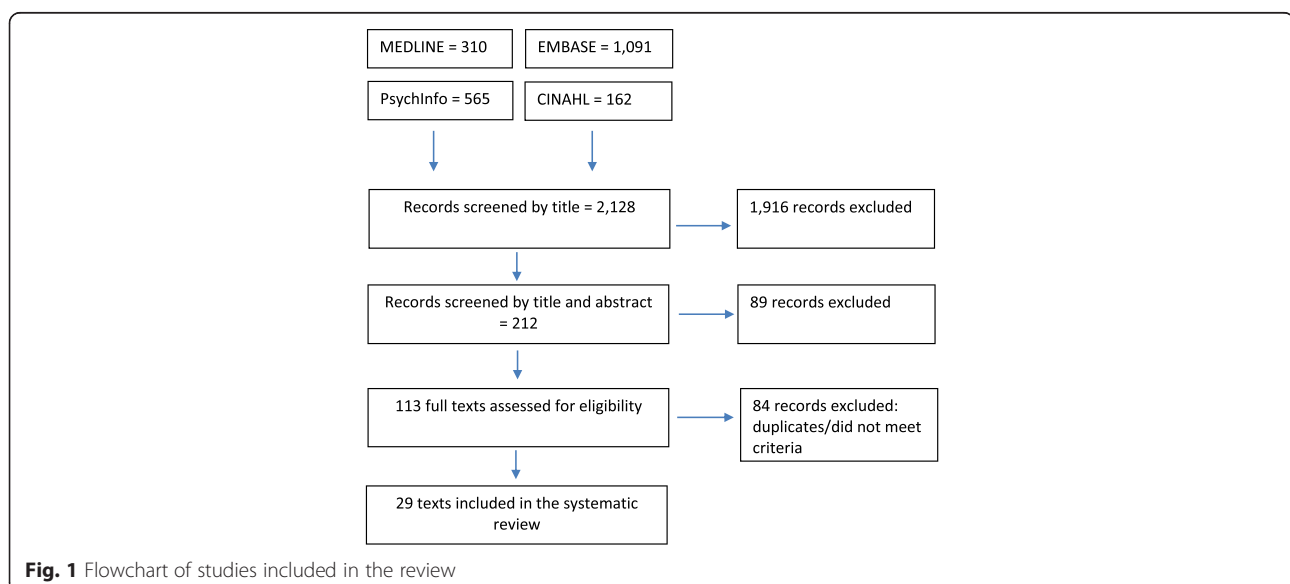 MEDLINE = 310
EMBASE = 1,091
PsychInfo = 565
CINAHL = 162
Records screened by title = 2,128
1,916 records excluded
Records screened by title and abstract
= 212
89 records excluded
113 full texts assessed for eligibility
84 records excluded:
duplicates/did not meet
criteria
29 texts included in the systematic
review
Fig. 1 Flowchart of studies included in the review